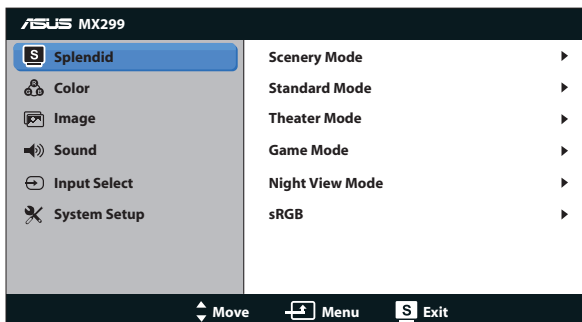 ASUS MX299
S Splendid
Color
Image
Sound
Input Select
System Setup
Scenery Mode
Standard Mode
Theater Mode
Game Mode
Night View Mode
sRGB
Move Menu S Exit